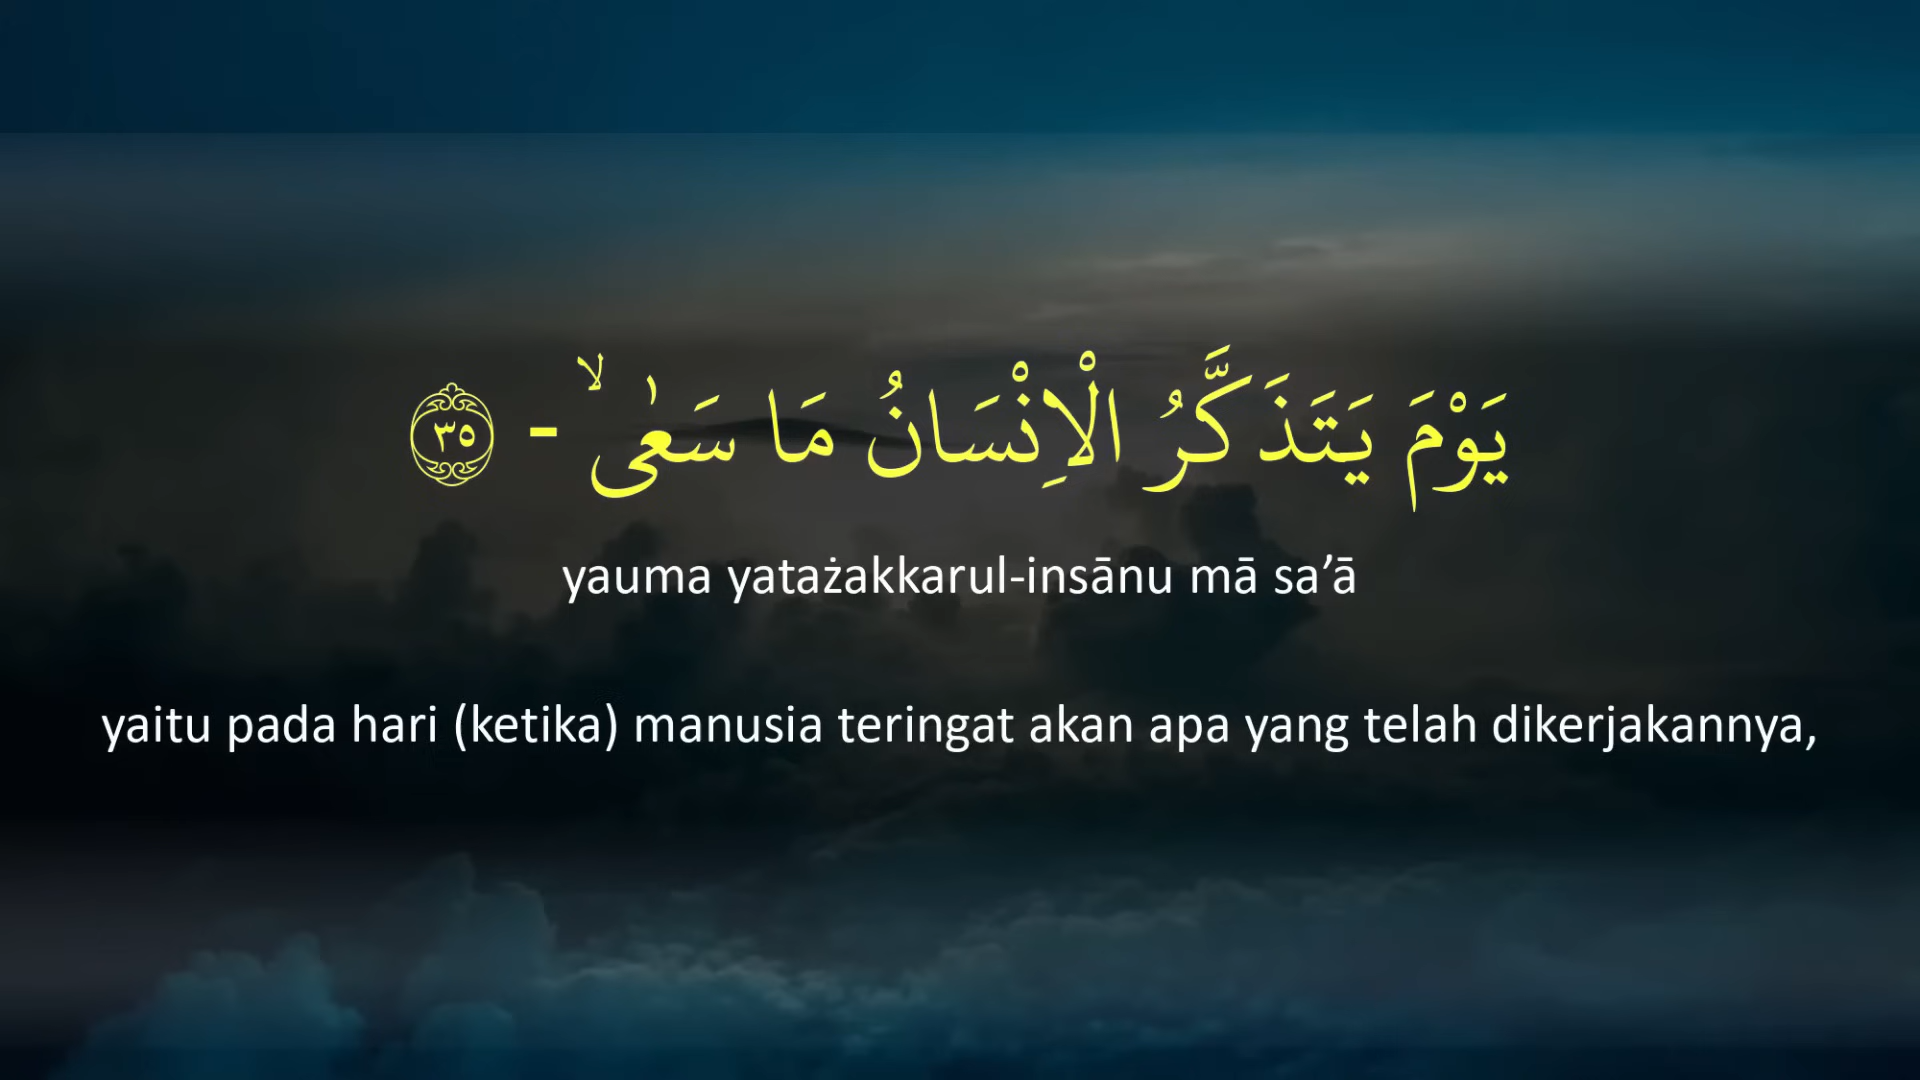 يَوْمَ يَتَذَكَّرُ الْاِنْسَانُ مَا سَعٰىۙ - ٣٥
yauma yatażakkarul-insānu mā sa’ā
yaitu pada hari (ketika) manusia teringat akan apa yang telah dikerjakannya,